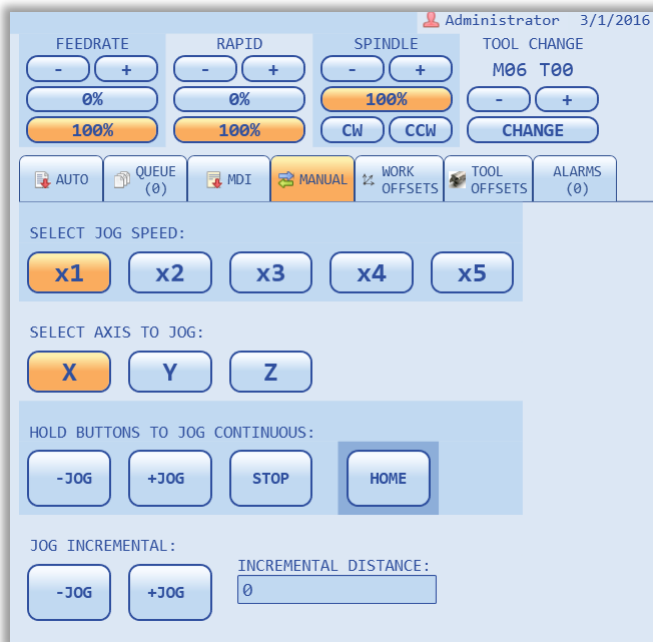 Administrator 3/1/2016
FEEDRATE RAPID SPINDLE TOOL CHANGE
- + - + - + M06 T00
0% 0% 100% - +
100% 100% CW CCW CHANGE
AUTO QUEUE (0) MDI MANUAL WORK OFFSETS TOOL OFFSETS ALARMS (0)
SELECT JOG SPEED:
x1 x2 x3 x4 x5
SELECT AXIS TO JOG:
X Y Z
HOLD BUTTONS TO JOG CONTINUOUS:
-JOG +JOG STOP HOME
JOG INCREMENTAL:
INCREMENTAL DISTANCE:
-JOG +JOG 0